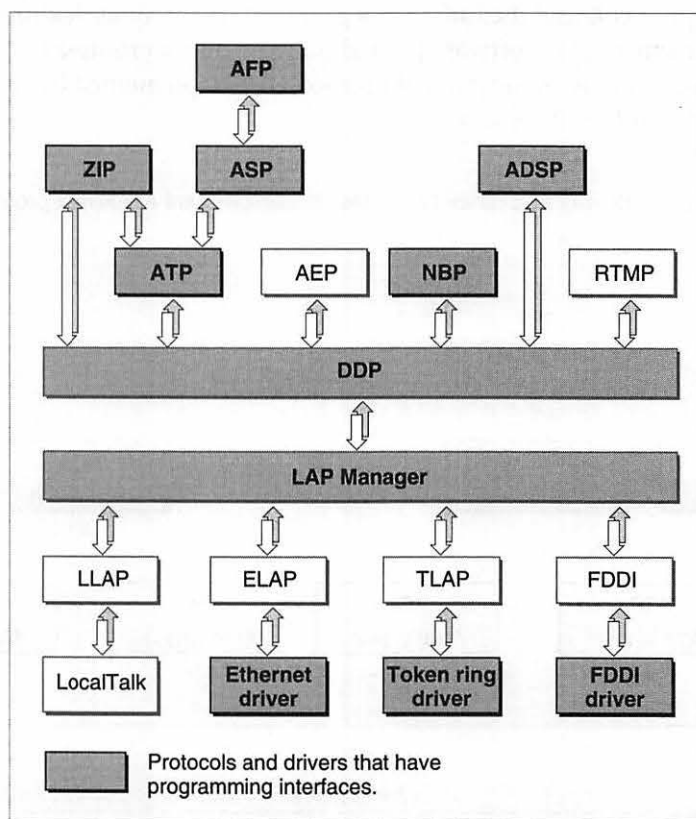 AFP
ZIP
ASP
ADSP
ATP
AEP
NBP
RTMP
DDP
LAP Manager
LLAP
ELAP
TLAP
FDDI
LocalTalk
Ethernet
driver
Token ring
driver
FDDI
driver
Protocols and drivers that have
programming interfaces.